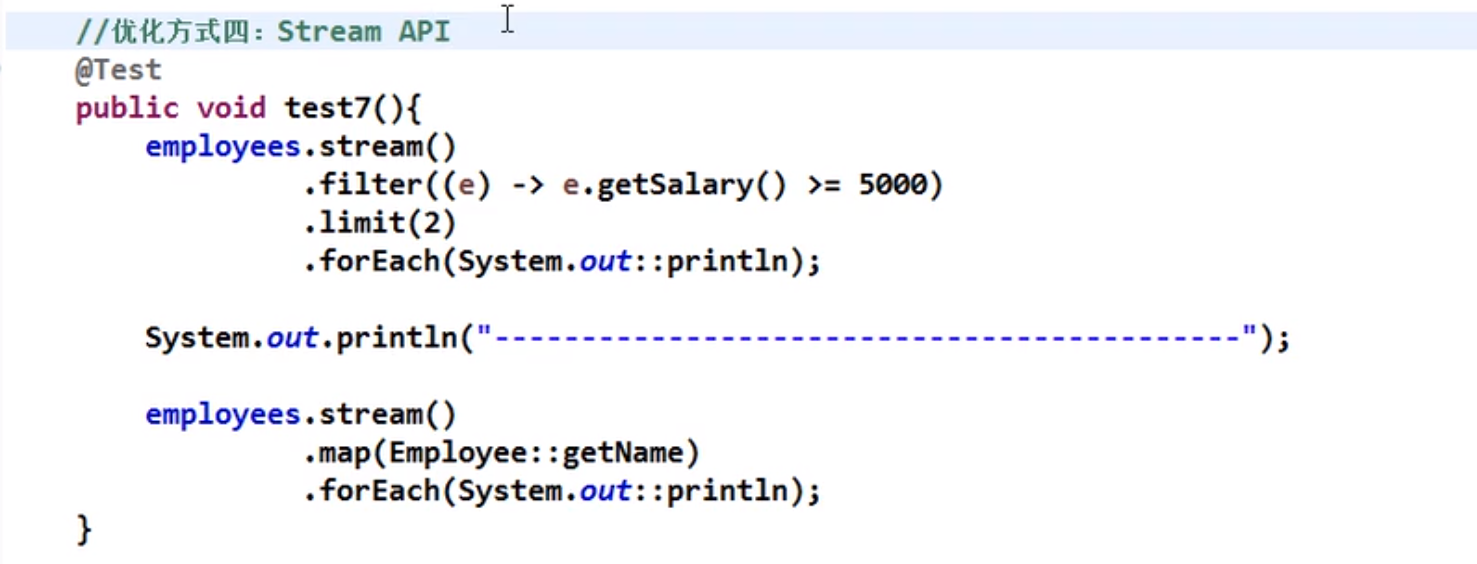 //优化方式四：Stream API
@Test
public void test7(){
employees.stream()
.filter((e) -> e.getSalary() >= 5000)
.limit(2)
.forEach(System.out::println);
System.out.println("-------------------------------------------");
employees.stream()
.map(Employee::getName)
.forEach(System.out::println);
}